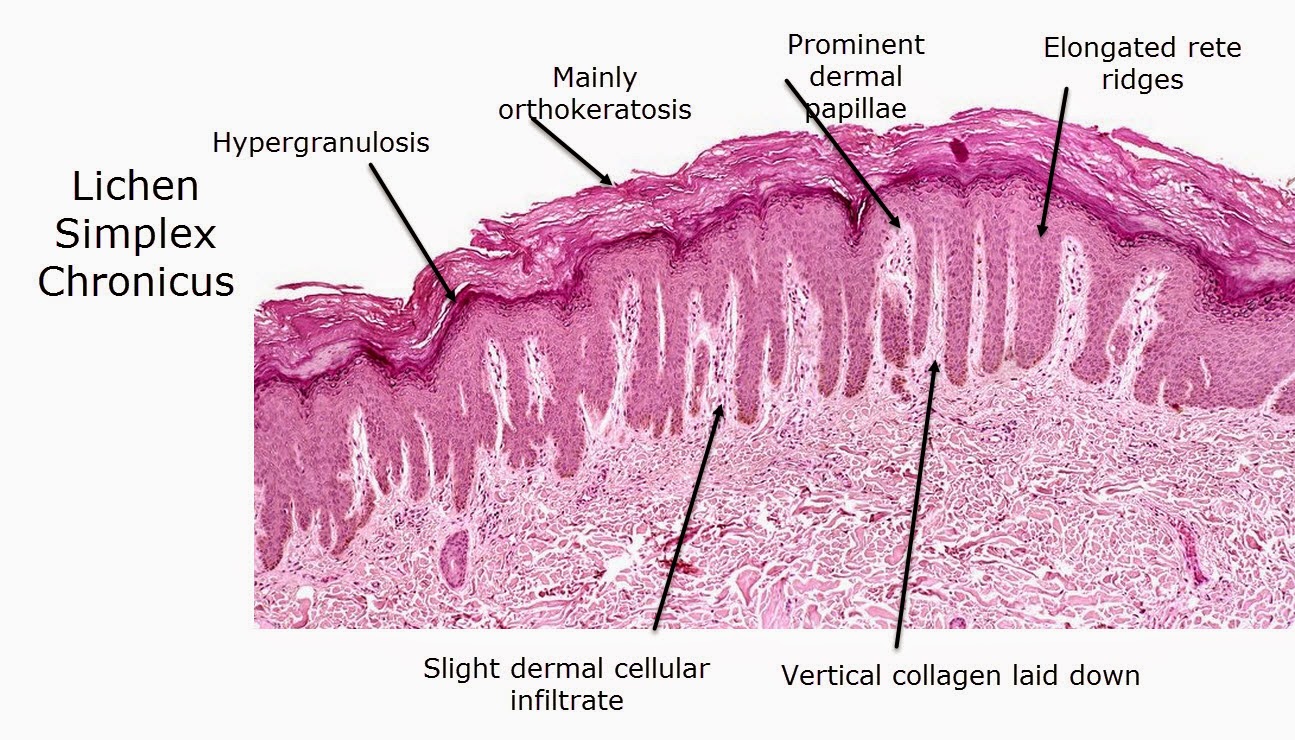 Prominent
dermal
papillae
Elongated rete
ridges
Mainly
orthokeratosis
Hypergranulosis
Lichen
Simplex
Chronicus
Slight dermal cellular
infiltrate
Vertical collagen laid down